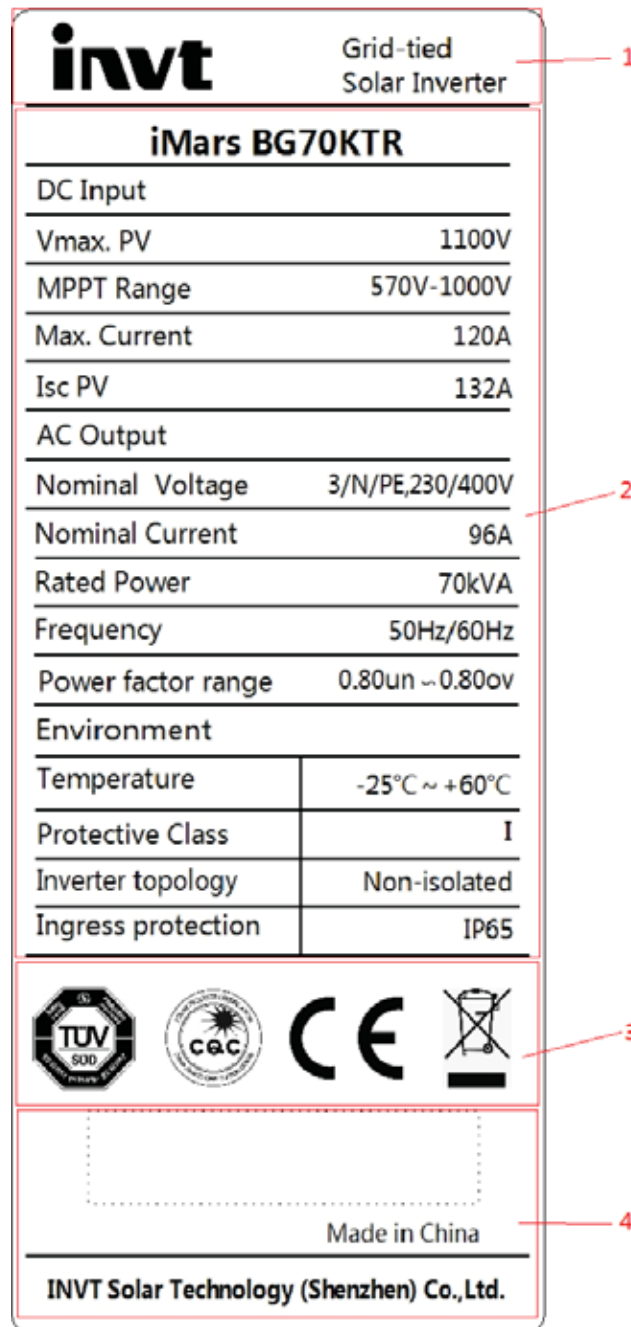 invt
Grid-tied
Solar Inverter
1
iMars BG70KTR
DC Input
Vmax. PV 1100V
MPPT Range 570V-1000V
Max. Current 120A
Isc PV 132A
AC Output
Nominal Voltage 3/N/PE,230/400V
2
Nominal Current 96A
Rated Power 70kVA
Frequency 50Hz/60Hz
Power factor range 0.80un ~ 0.80ov
Environment
Temperature -25℃ ~ +60℃
Protective Class I
Inverter topology Non-isolated
Ingress protection IP65
TUV
SUD
CQC
CE
3
4
Made in China
INVT Solar Technology (Shenzhen) Co.,Ltd.